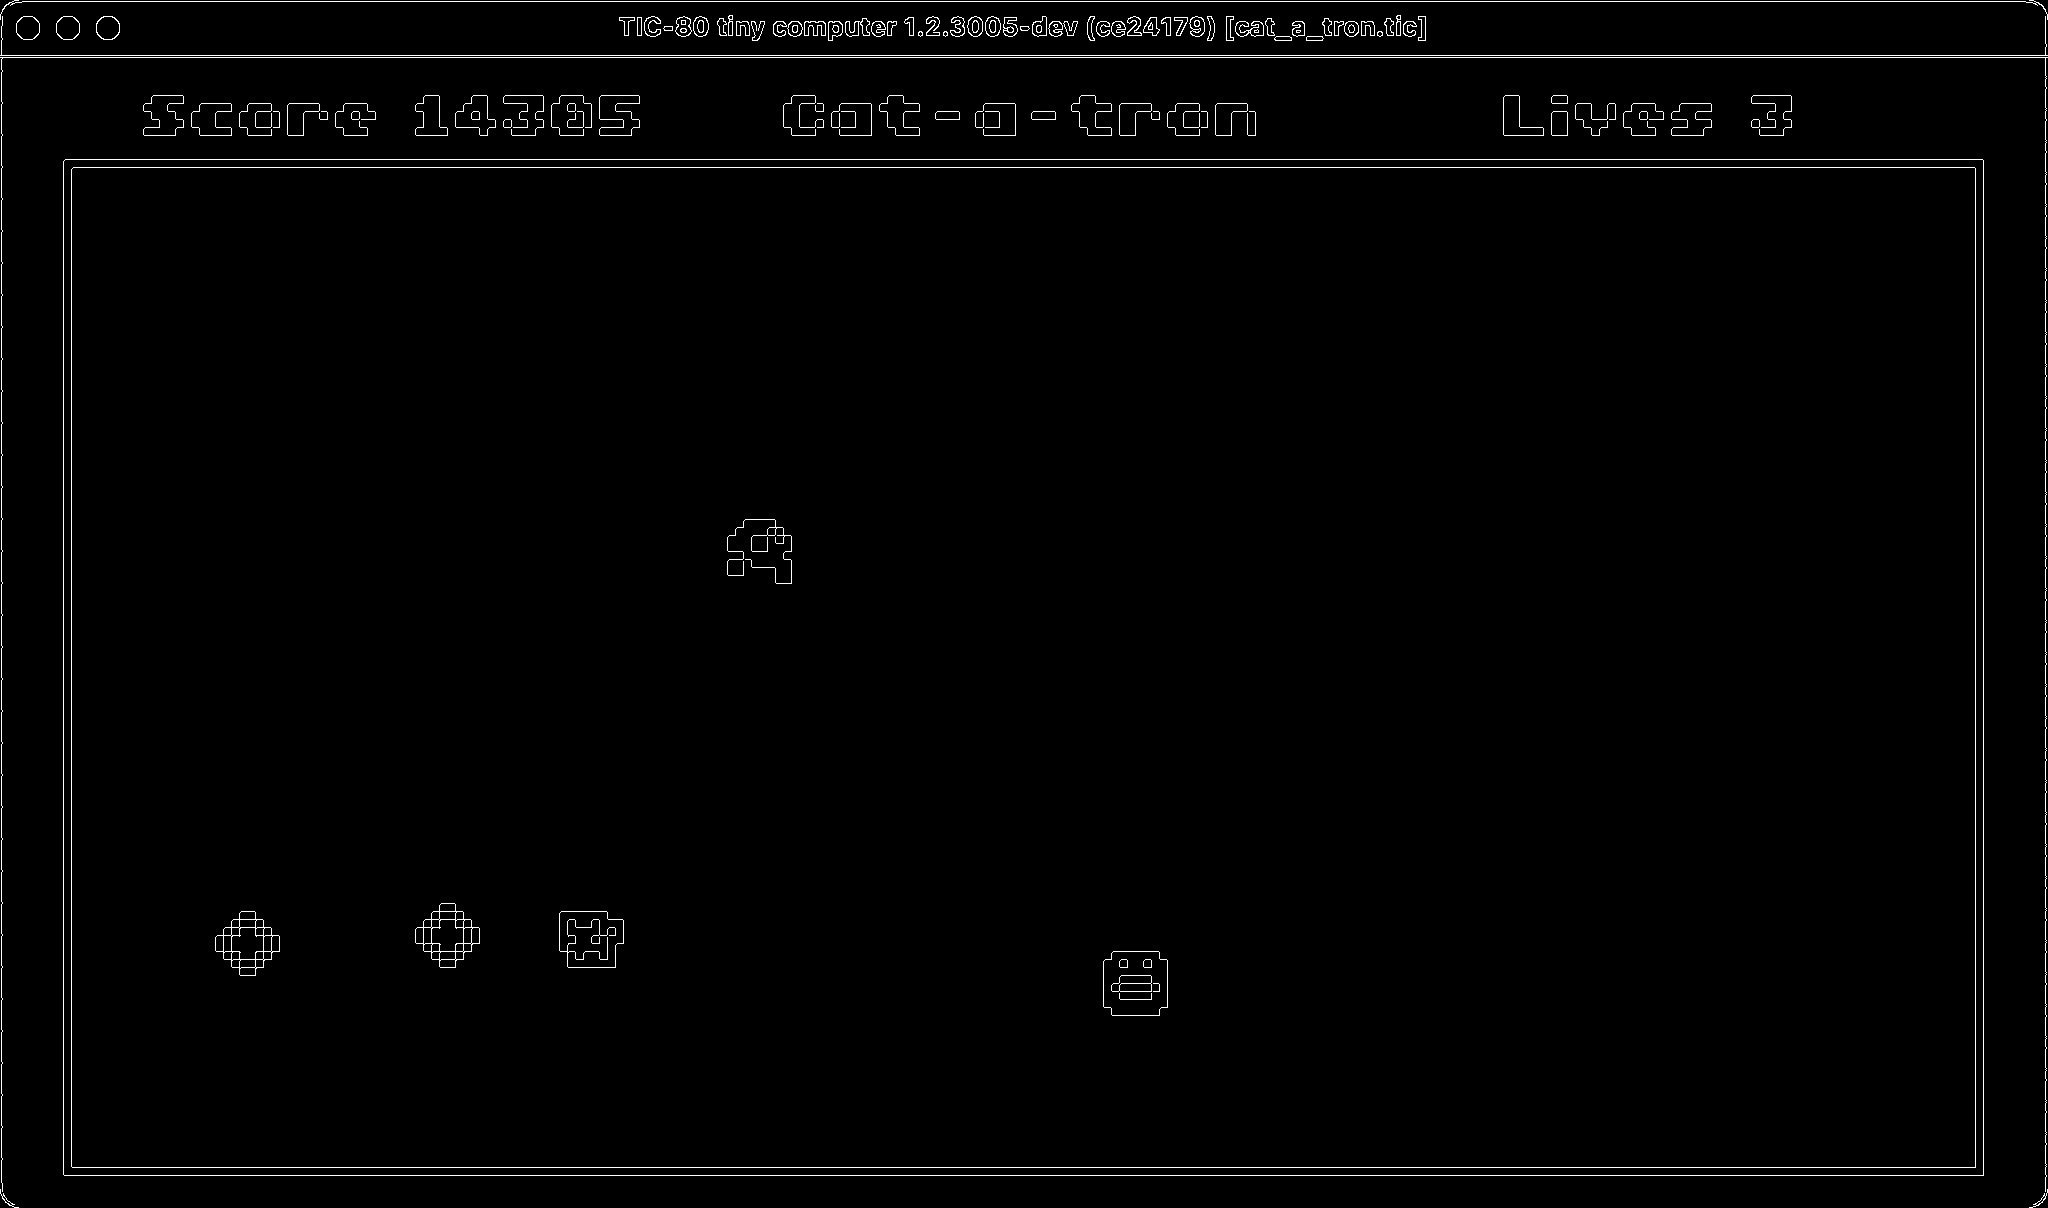 TIC-80 tiny computer 1.2.3005-dev (ce24179) [cat_a_tron.tic]
Score 14305 Cat-a-tron Lives 3